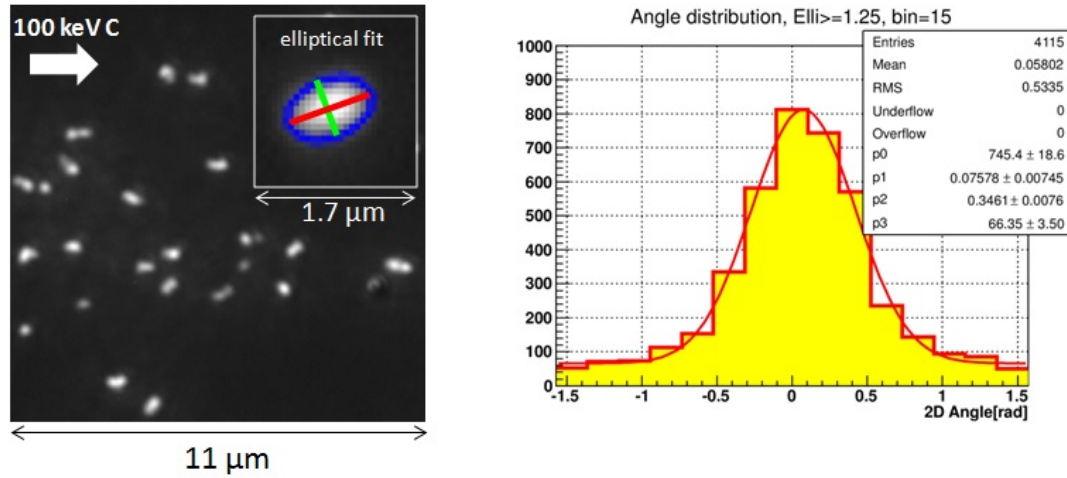 100 keV C
elliptical fit
1.7 µm
11 µm
Angle distribution, Elli>=1.25, bin=15
Entries 4115
Mean 0.05802
RMS 0.5335
Underflow 0
Overflow 0
p0 745.4 ± 18.6
p1 0.07578 ± 0.00745
p2 0.3461 ± 0.0076
p3 66.35 ± 3.50
1000
900
800
700
600
500
400
300
200
100
0
-1.5 -1 -0.5 0 0.5 1 1.5
2D Angle[rad]